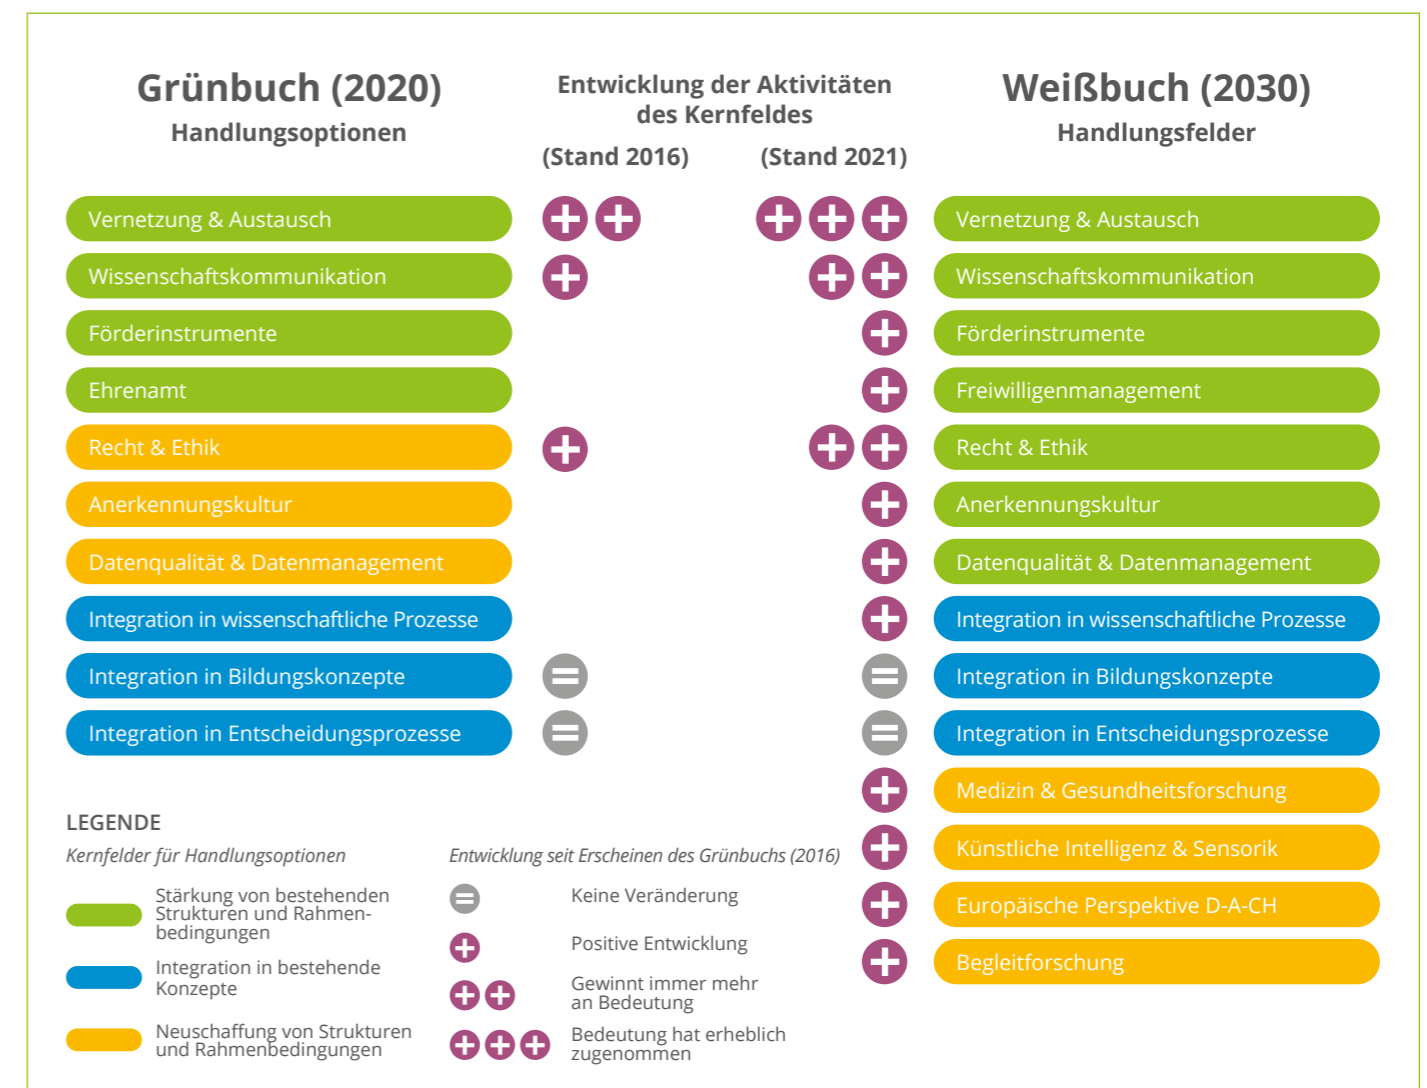 Grünbuch (2020)
Handlungsoptionen
Entwicklung der Aktivitäten
des Kernfeldes
(Stand 2016)
(Stand 2021)
Weißbuch (2030)
Handlungsfelder
Vernetzung & Austausch
Vernetzung & Austausch
Wissenschaftskommunikation
Wissenschaftskommunikation
Förderinstrumente
Förderinstrumente
Ehrenamt
Freiwilligenmanagement
Recht & Ethik
Recht & Ethik
Anerkennungskultur
Anerkennungskultur
Datenqualität & Datenmanagement
Datenqualität & Datenmanagement
Integration in wissenschaftliche Prozesse
Integration in wissenschaftliche Prozesse
Integration in Bildungskonzepte
Integration in Bildungskonzepte
Integration in Entscheidungsprozesse
Integration in Entscheidungsprozesse
Medizin & Gesundheitsforschung
Künstliche Intelligenz & Sensorik
Europäische Perspektive D-A-CH
Begleitforschung
LEGENDE
Kernfelder für Handlungsoptionen
Stärkung von bestehenden
Strukturen und Rahmen-
bedingungen
Integration in bestehende
Konzepte
Neuschaffung von Strukturen
und Rahmenbedingungen
Entwicklung seit Erscheinen des Grünbuchs (2016)
Keine Veränderung
Positive Entwicklung
Gewinnt immer mehr
an Bedeutung
Bedeutung hat erheblich
zugenommen